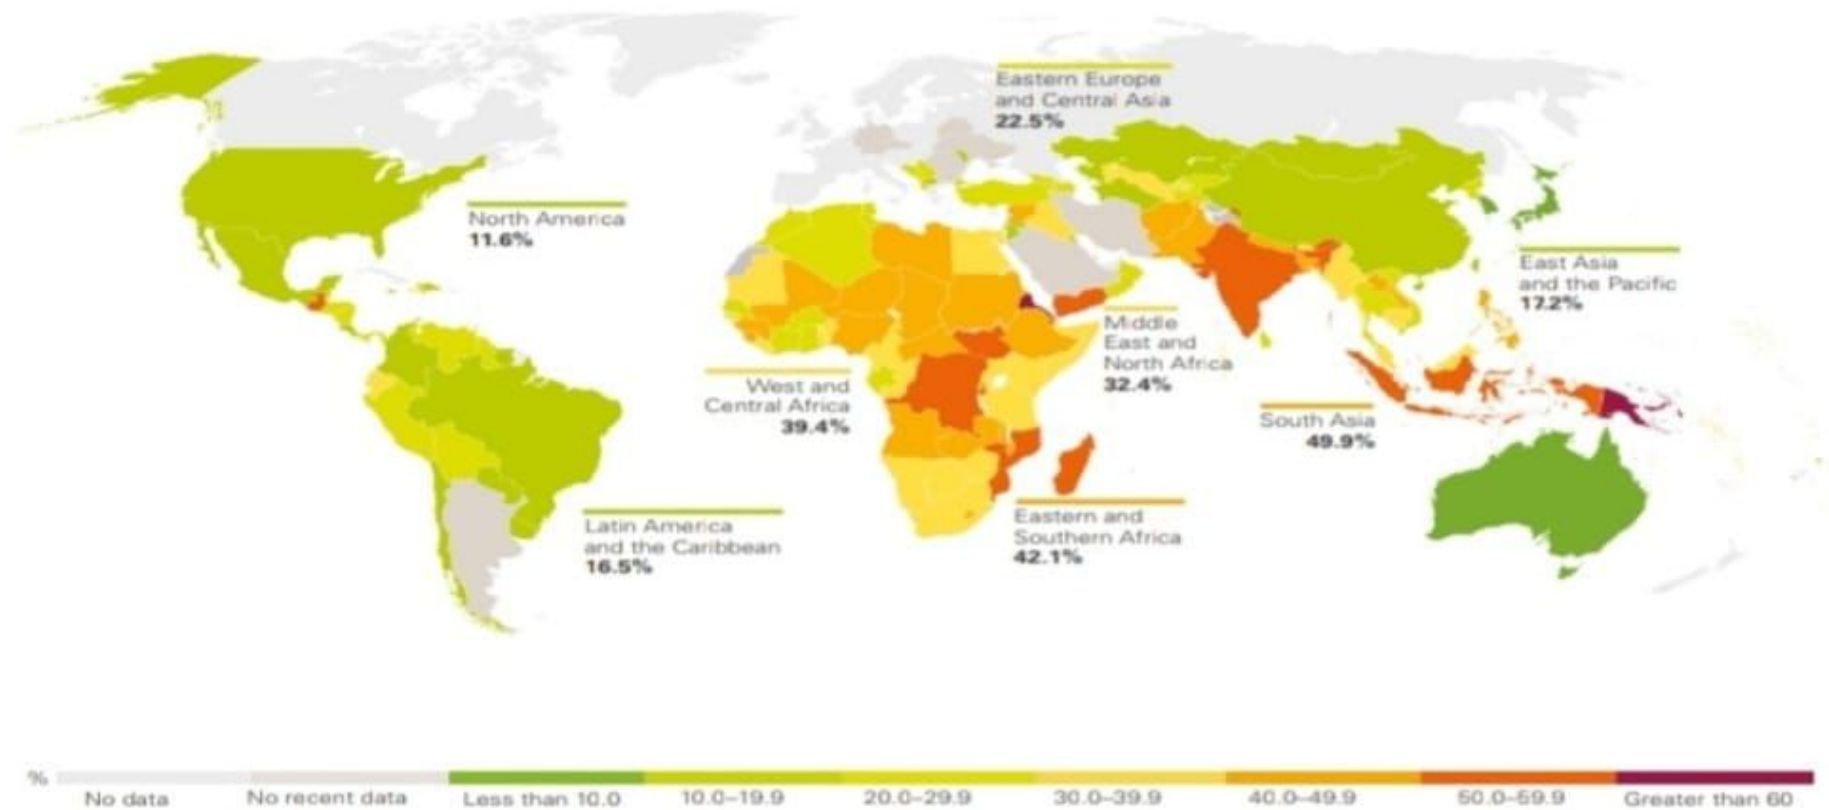 Eastern Europe
and Central Asia
22.5%
North America
11.6%
East Asia
and the Pacific
17.2%
Middle
East and
North Africa
32.4%
West and
Central Africa
39.4%
South Asia
49.9%
Latin America
and the Caribbean
16.5%
Eastern and
Southern Africa
42.1%
%
No data
No recent data
Less than 10.0
10.0–19.9
20.0–29.9
30.0–39.9
40.0–49.9
50.0–59.9
Greater than 60